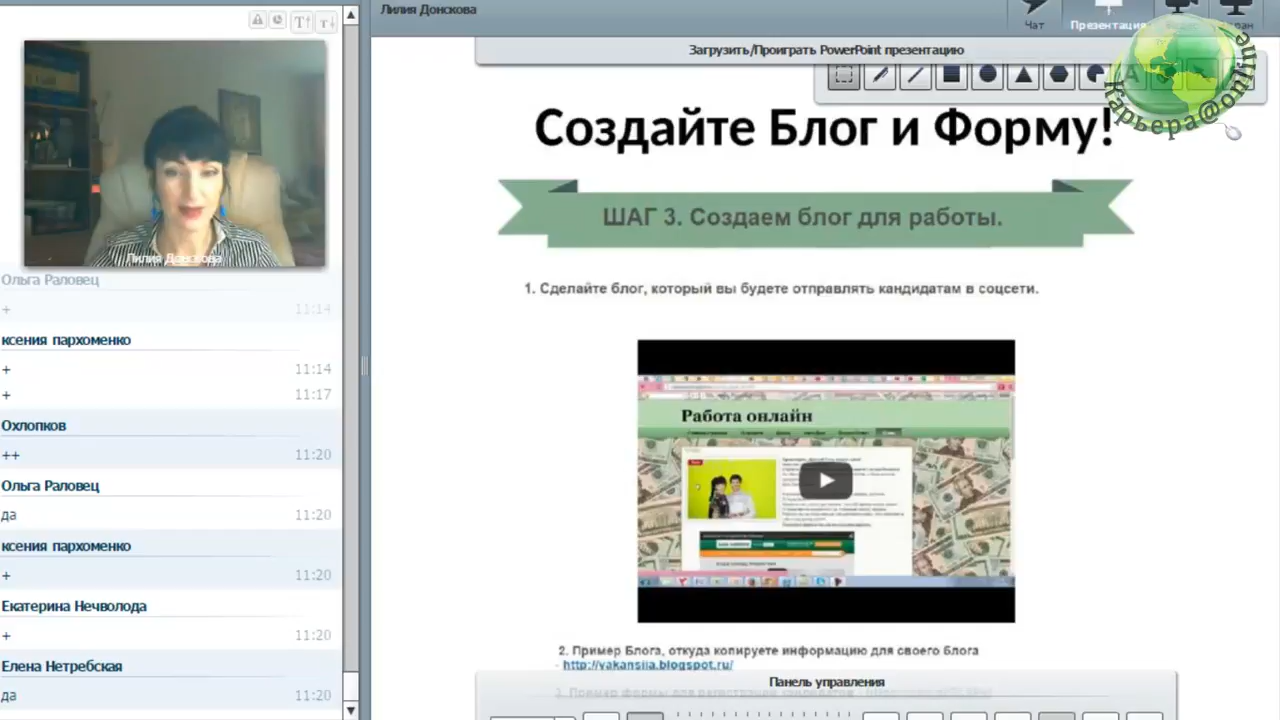 Лилия Донскова
Ольга Раловец
+ 11:14
ксения пархоменко
+ 11:14
+ 11:17
Охлопков
++ 11:20
Ольга Раловец
да 11:20
ксения пархоменко
+ 11:20
Екатерина Нечволода
+ 11:20
Елена Нетребская
да 11:20
Лилия Донскова
Чат
Презентация
Загрузить/Проиграть PowerPoint презентацию
Карьера@online
Создайте Блог и Форму!
ШАГ 3. Создаем блог для работы.
1. Сделайте блог, который вы будете отправлять кандидатам в соцсети.
Работа онлайн
2. Пример Блога, откуда копируете информацию для своего блога
- http://vakansiia.blogspot.ru/
Панель управления